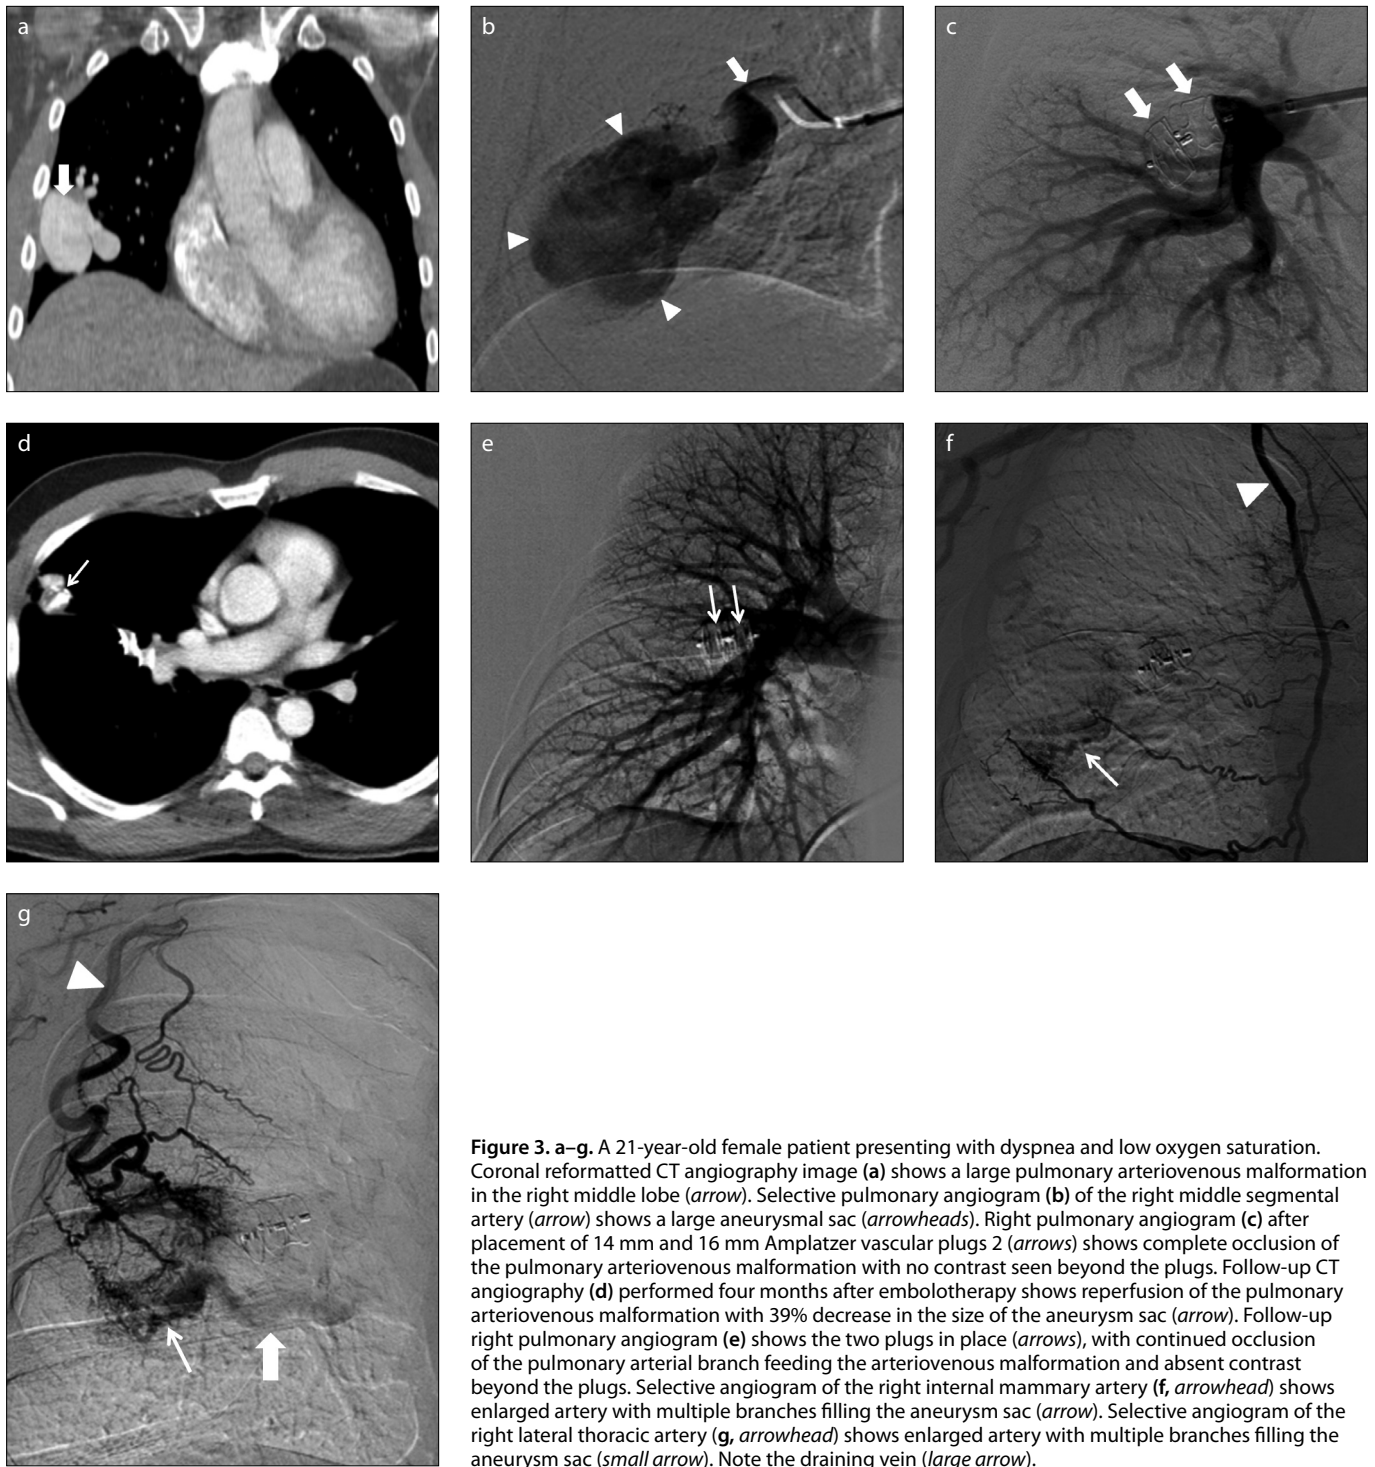 a
b
c
d
e
f
g
Figure 3. a–g. A 21-year-old female patient presenting with dyspnea and low oxygen saturation.
Coronal reformatted CT angiography image (a) shows a large pulmonary arteriovenous malformation
in the right middle lobe (arrow). Selective pulmonary angiogram (b) of the right middle segmental
artery (arrow) shows a large aneurysmal sac (arrowheads). Right pulmonary angiogram (c) after
placement of 14 mm and 16 mm Amplatzer vascular plugs 2 (arrows) shows complete occlusion of
the pulmonary arteriovenous malformation with no contrast seen beyond the plugs. Follow-up CT
angiography (d) performed four months after embolotherapy shows reperfusion of the pulmonary
arteriovenous malformation with 39% decrease in the size of the aneurysm sac (arrow). Follow-up
right pulmonary angiogram (e) shows the two plugs in place (arrows), with continued occlusion
of the pulmonary arterial branch feeding the arteriovenous malformation and absent contrast
beyond the plugs. Selective angiogram of the right internal mammary artery (f, arrowhead) shows
enlarged artery with multiple branches filling the aneurysm sac (arrow). Selective angiogram of the
right lateral thoracic artery (g, arrowhead) shows enlarged artery with multiple branches filling the
aneurysm sac (small arrow). Note the draining vein (large arrow).